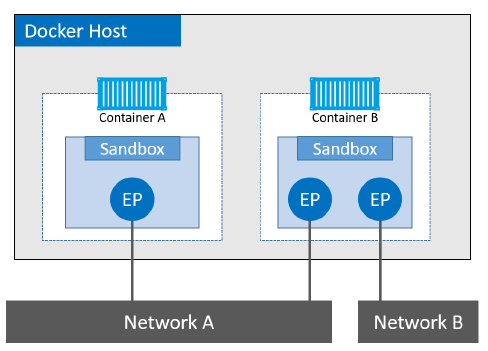 Docker Host
Container A
Container B
Sandbox
Sandbox
EP
EP
EP
Network A
Network B